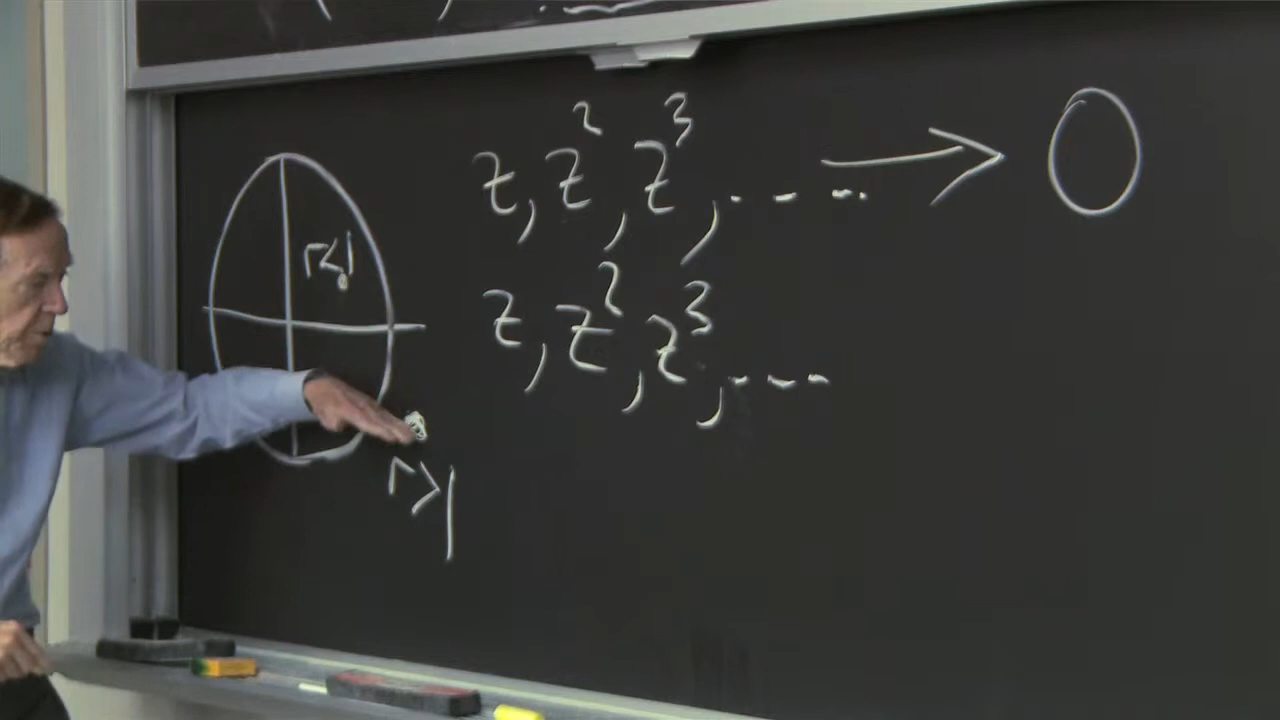 z, z², z³, ... → 0
r<1
z, z², z³, ...
r>1